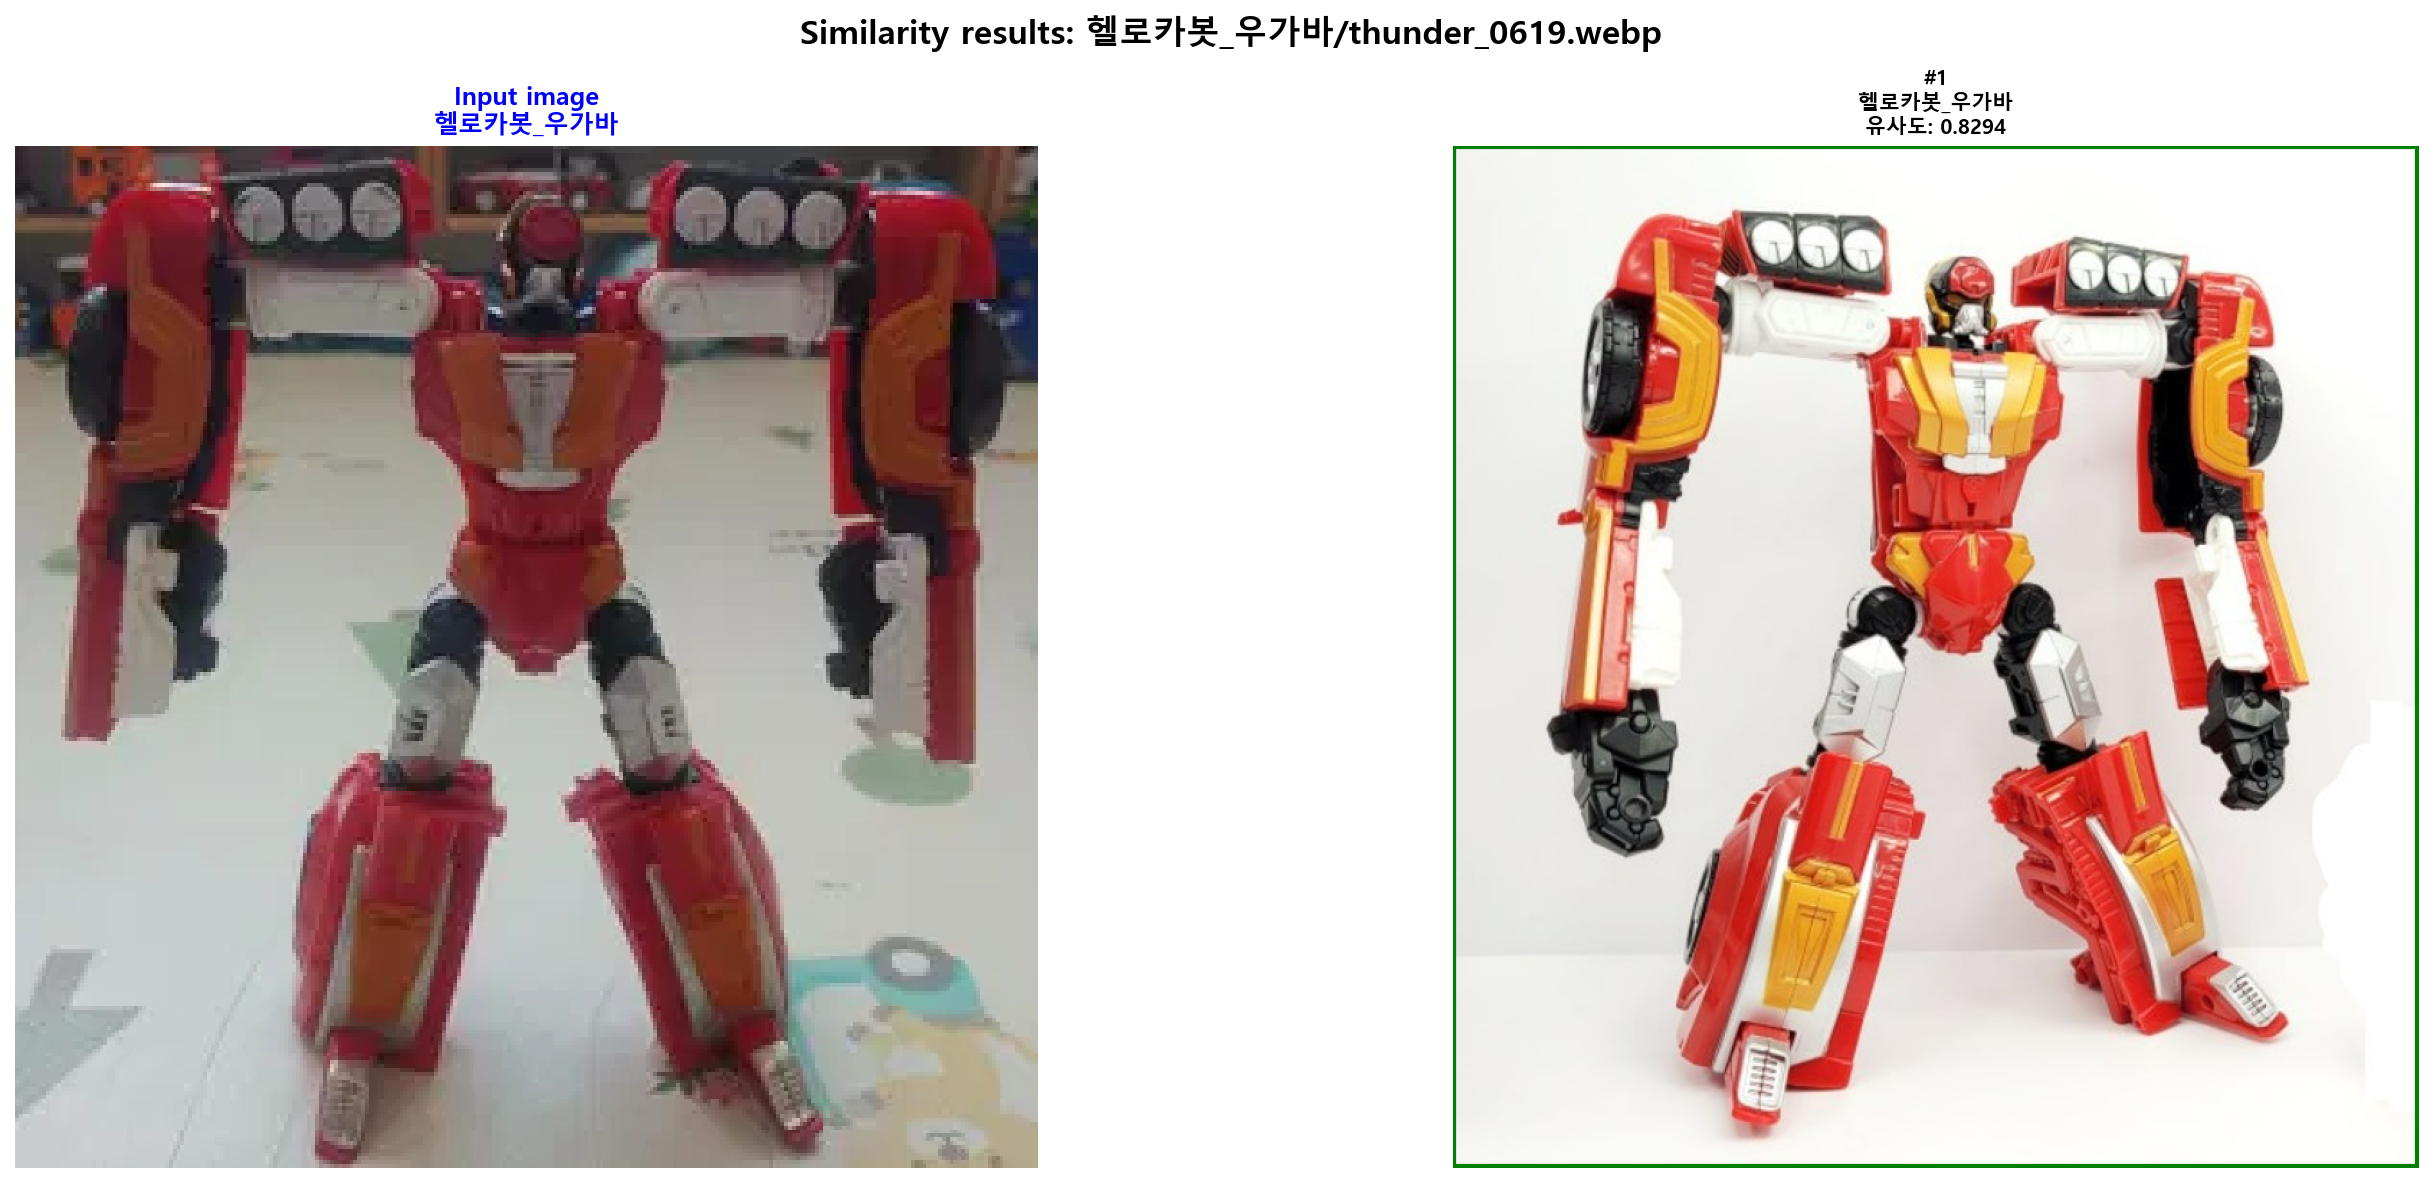 Similarity results: 헬로카봇_우가바/thunder_0619.webp
Input image
헬로카봇_우가바
#1
헬로카봇_우가바
유사도: 0.8294